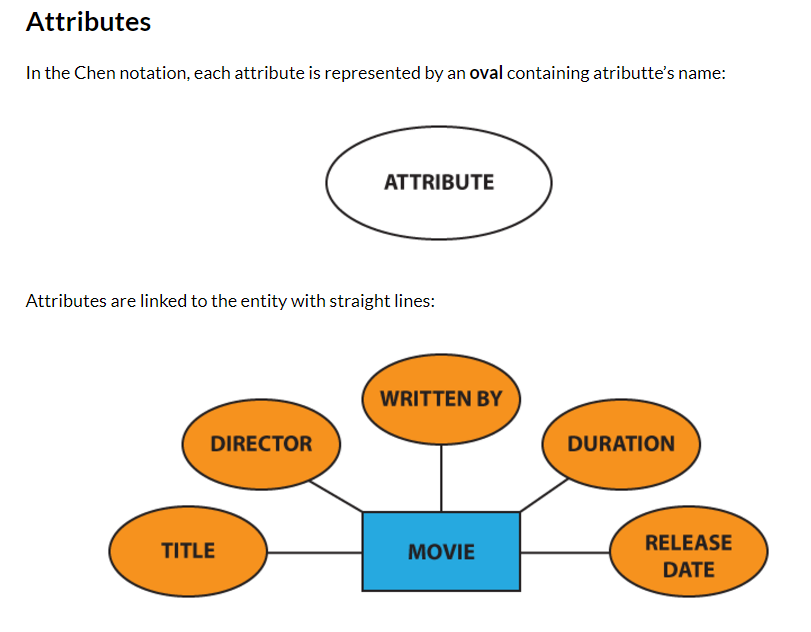 Attributes
In the Chen notation, each attribute is represented by an oval containing atributte’s name:
ATTRIBUTE
Attributes are linked to the entity with straight lines:
WRITTEN BY
DIRECTOR
DURATION
TITLE
MOVIE
RELEASE
DATE